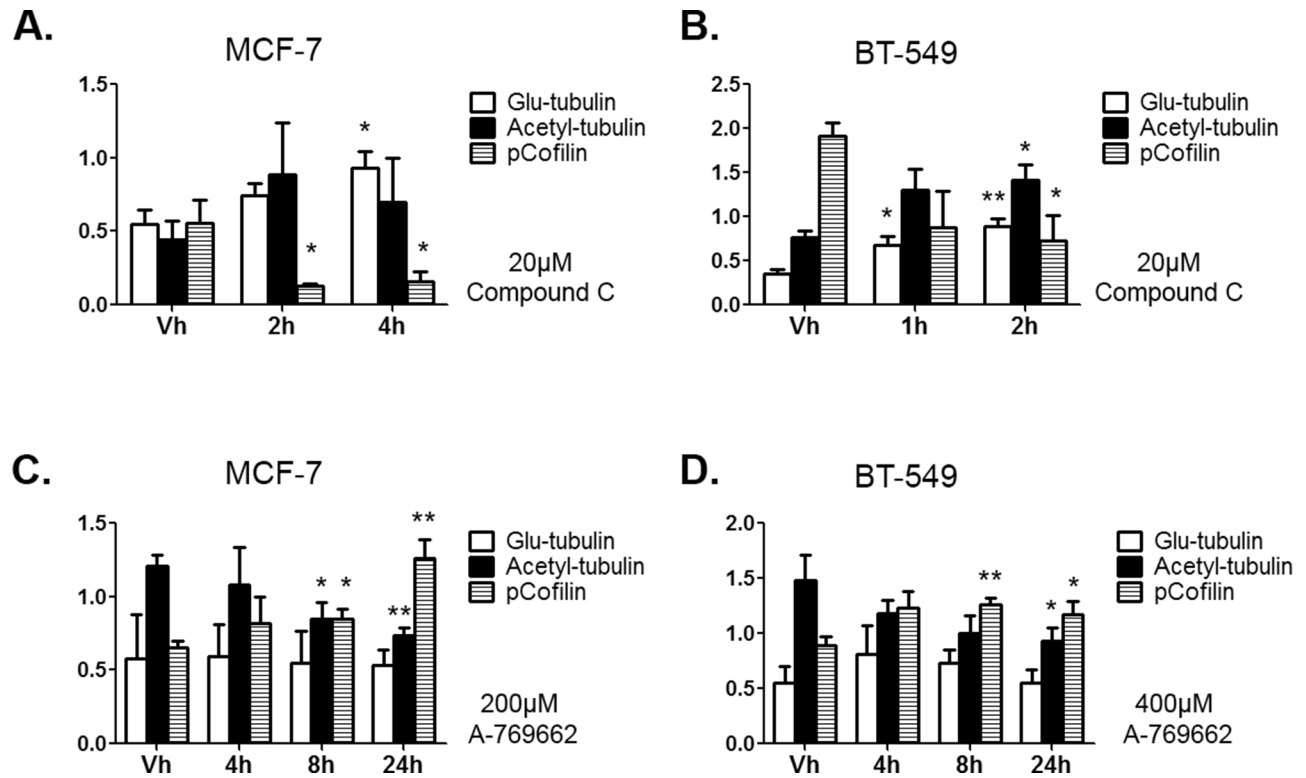 A.
MCF-7
1.5
1.0
0.5
0.0
Glu-tubulin
Acetyl-tubulin
pCofilin
*
*
*
20µM
Compound C
Vh 2h 4h
B.
BT-549
2.5
2.0
1.5
1.0
0.5
0.0
Glu-tubulin
Acetyl-tubulin
pCofilin
*
* ** *
20µM
Compound C
Vh 1h 2h
C.
MCF-7
1.5
1.0
0.5
0.0
Glu-tubulin
Acetyl-tubulin
pCofilin
**
* *
**
200µM
A-769662
Vh 4h 8h 24h
D.
BT-549
2.0
1.5
1.0
0.5
0.0
Glu-tubulin
Acetyl-tubulin
pCofilin
** *
*
400µM
A-769662
Vh 4h 8h 24h